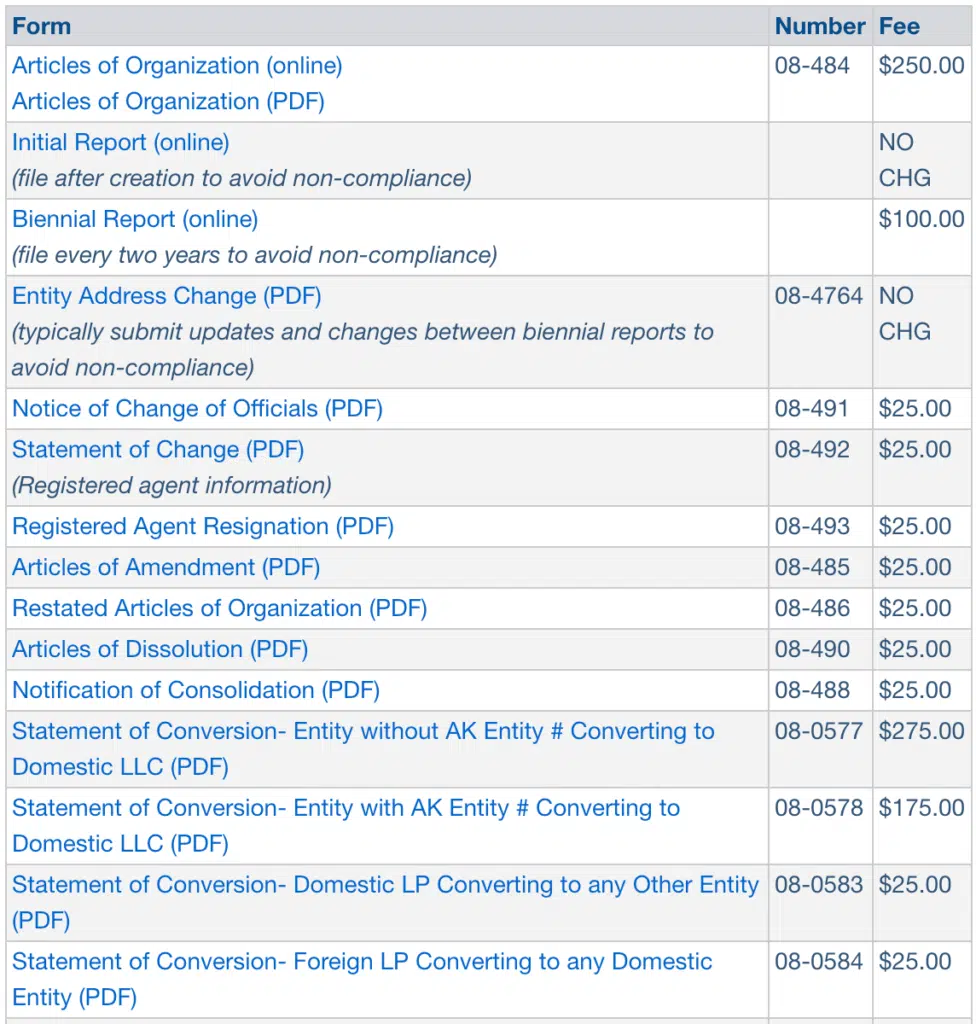 Form Number Fee
Articles of Organization (online) 08-484 $250.00
Articles of Organization (PDF)
Initial Report (online) NO
(file after creation to avoid non-compliance) CHG
Biennial Report (online) $100.00
(file every two years to avoid non-compliance)
Entity Address Change (PDF) 08-4764 NO
(typically submit updates and changes between biennial reports to CHG
avoid non-compliance)
Notice of Change of Officials (PDF) 08-491 $25.00
Statement of Change (PDF) 08-492 $25.00
(Registered agent information)
Registered Agent Resignation (PDF) 08-493 $25.00
Articles of Amendment (PDF) 08-485 $25.00
Restated Articles of Organization (PDF) 08-486 $25.00
Articles of Dissolution (PDF) 08-490 $25.00
Notification of Consolidation (PDF) 08-488 $25.00
Statement of Conversion- Entity without AK Entity # Converting to 08-0577 $275.00
Domestic LLC (PDF)
Statement of Conversion- Entity with AK Entity # Converting to 08-0578 $175.00
Domestic LLC (PDF)
Statement of Conversion- Domestic LP Converting to any Other Entity 08-0583 $25.00
(PDF)
Statement of Conversion- Foreign LP Converting to any Domestic 08-0584 $25.00
Entity (PDF)